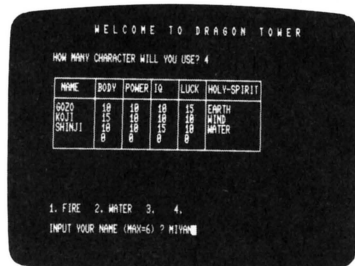 WELCOME TO DRAGON TOWER
HOW MANY CHARACTER WILL YOU USE? 4
NAME BODY POWER IQ LUCK HOLY-SPIRIT
GOZO 10 10 10 15 EARTH
KOJI 15 10 10 10 WIND
SHINJI 10 10 15 10 WATER
0 0 0 0
1. FIRE 2. WATER 3. 4.
INPUT YOUR NAME (MAX=6) ? MIYAN